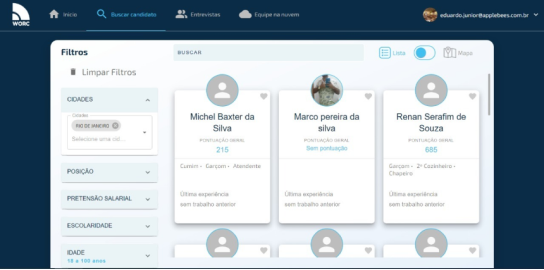 WORC
Inicio
Buscar candidato
Entrevistas
Equipe na nuvem
eduardo.junior@applebees.com.br
Filtros
BUSCAR
Lista
Mapa
Limpar Filtros
CIDADES
Cidades
RIO DE JANEIRO
Selecione uma cid...
POSIÇÃO
PRETENSÃO SALARIAL
ESCOLARIDADE
IDADE
18 a 100 anos
Michel Baxter da
Silva
PONTUAÇÃO GERAL
215
Cumim - Garçom - Atendente
Última experiência
sem trabalho anterior
Marco pereira da
silva
PONTUAÇÃO GERAL
Sem pontuação
Última experiência
sem trabalho anterior
Renan Serafim de
Souza
PONTUAÇÃO GERAL
685
Garçom - 2º Cozinheiro -
Chapeiro
Última experiência
sem trabalho anterior